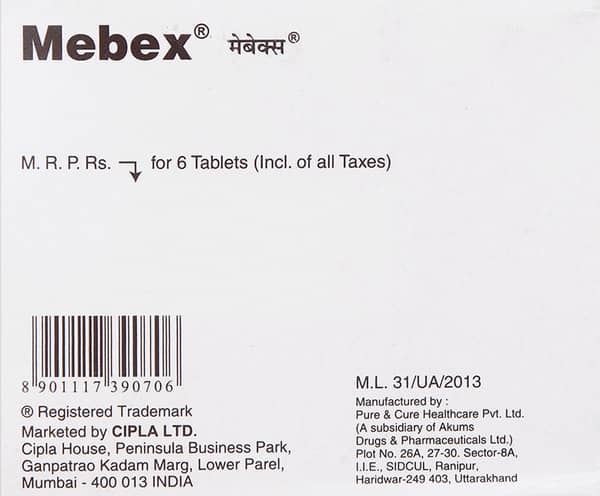 Mebex® मेबेक्स®
M. R. P. Rs. for 6 Tablets (Incl. of all Taxes)
8 901117 390706
® Registered Trademark
Marketed by CIPLA LTD.
Cipla House, Peninsula Business Park,
Ganpatrao Kadam Marg, Lower Parel,
Mumbai - 400 013 INDIA
M.L. 31/UA/2013
Manufactured by :
Pure & Cure Healthcare Pvt. Ltd.
(A subsidiary of Akums
Drugs & Pharmaceuticals Ltd.)
Plot No. 26A, 27-30. Sector-8A,
I.I.E., SIDCUL, Ranipur,
Haridwar-249 403, Uttarakhand